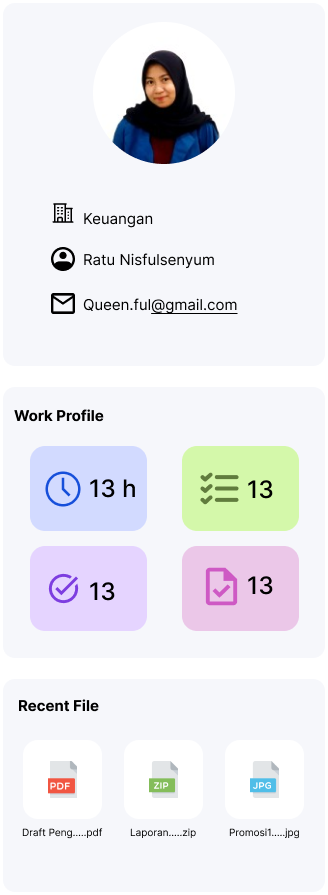 Keuangan
Ratu Nisfulsenyum
Queen.ful@gmail.com
Work Profile
13 h
13
13
13
Recent File
PDF
ZIP
JPG
Draft Peng.....pdf
Laporan.....zip
Promosi1.....jpg